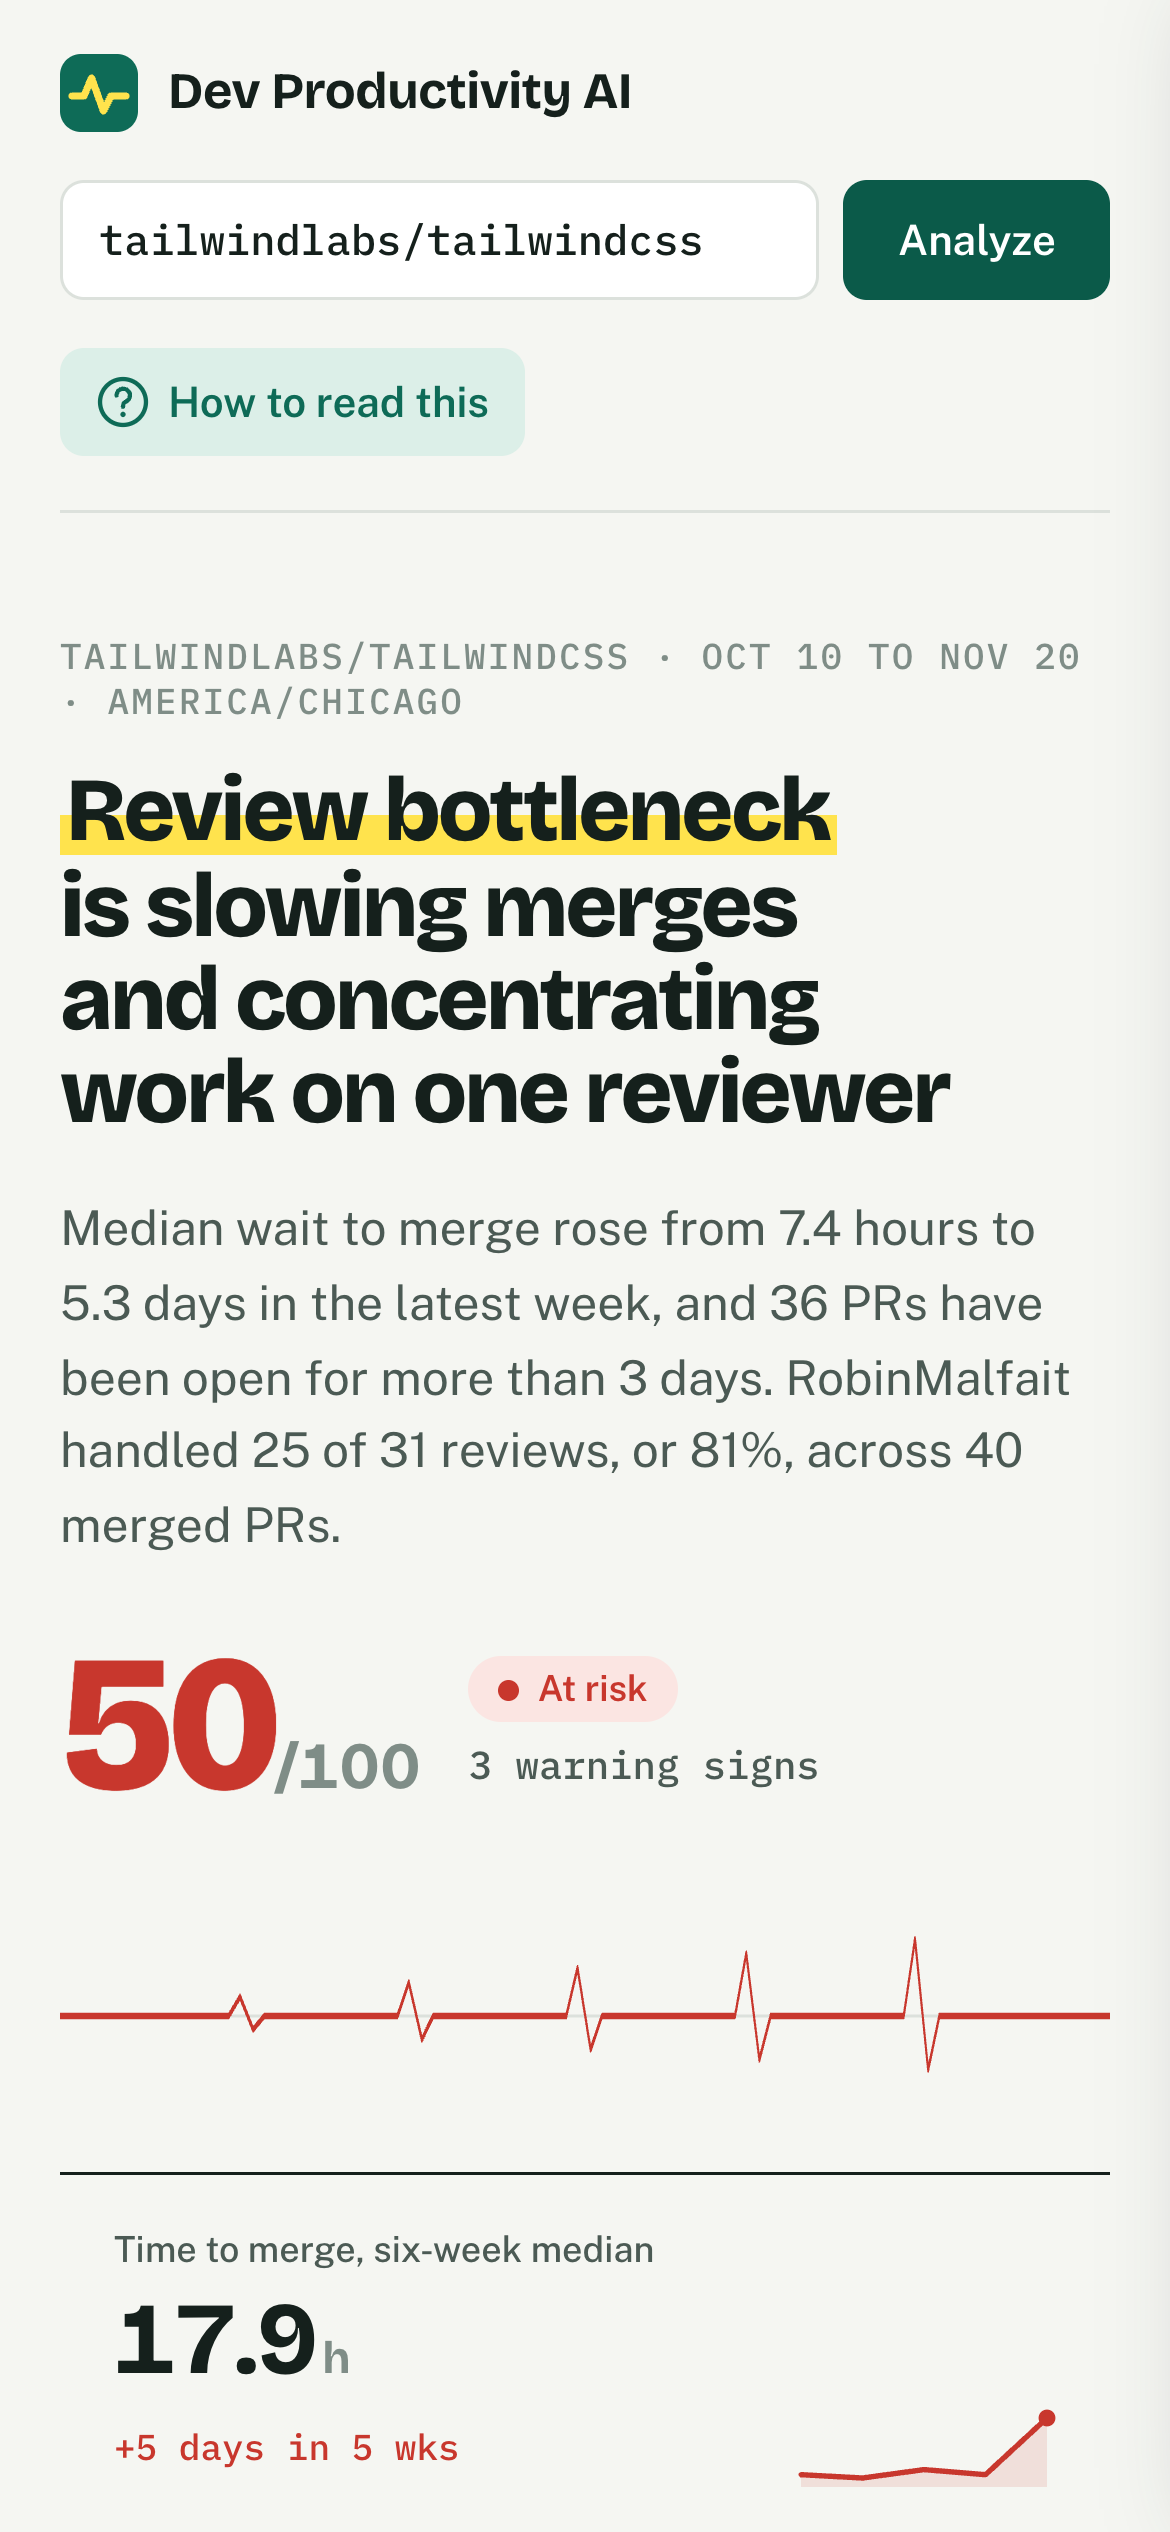 Dev Productivity AI
tailwindlabs/tailwindcss
Analyze
How to read this
TAILWINDLABS/TAILWINDCSS · OCT 10 TO NOV 20
· AMERICA/CHICAGO
Review bottleneck
is slowing merges
and concentrating
work on one reviewer
Median wait to merge rose from 7.4 hours to
5.3 days in the latest week, and 36 PRs have
been open for more than 3 days. RobinMalfait
handled 25 of 31 reviews, or 81%, across 40
merged PRs.
50/100
At risk
3 warning signs
Time to merge, six-week median
17.9h
+5 days in 5 wks